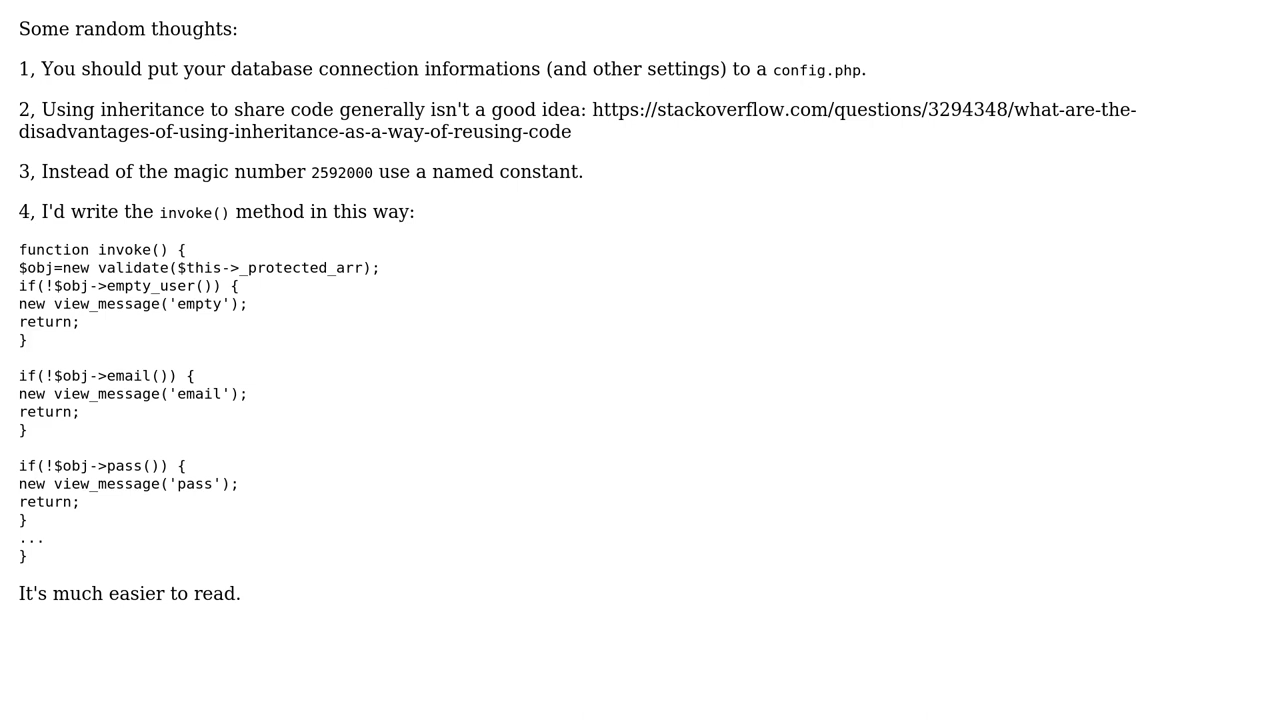 Some random thoughts:
1, You should put your database connection informations (and other settings) to a config.php.
2, Using inheritance to share code generally isn't a good idea: https://stackoverflow.com/questions/3294348/what-are-the-
disadvantages-of-using-inheritance-as-a-way-of-reusing-code
3, Instead of the magic number 2592000 use a named constant.
4, I'd write the invoke() method in this way:
function invoke() {
$obj=new validate($this->_protected_arr);
if(!$obj->empty_user()) {
new view_message('empty');
return;
}
if(!$obj->email()) {
new view_message('email');
return;
}
if(!$obj->pass()) {
new view_message('pass');
return;
}
...
}
It's much easier to read.